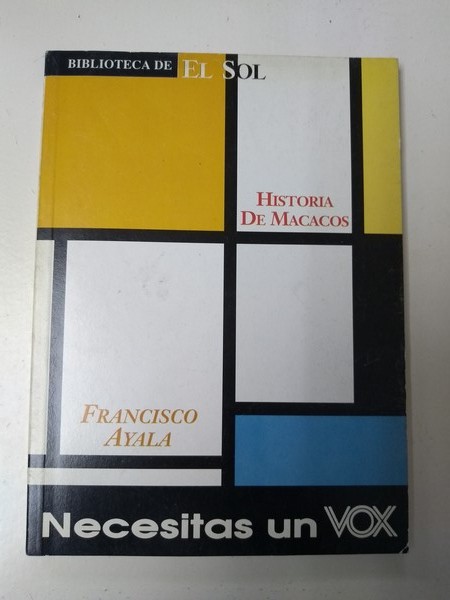 BIBLIOTECA DE EL SOL
HISTORIA
DE MACACOS
FRANCISCO
AYALA
Necesitas un VOX